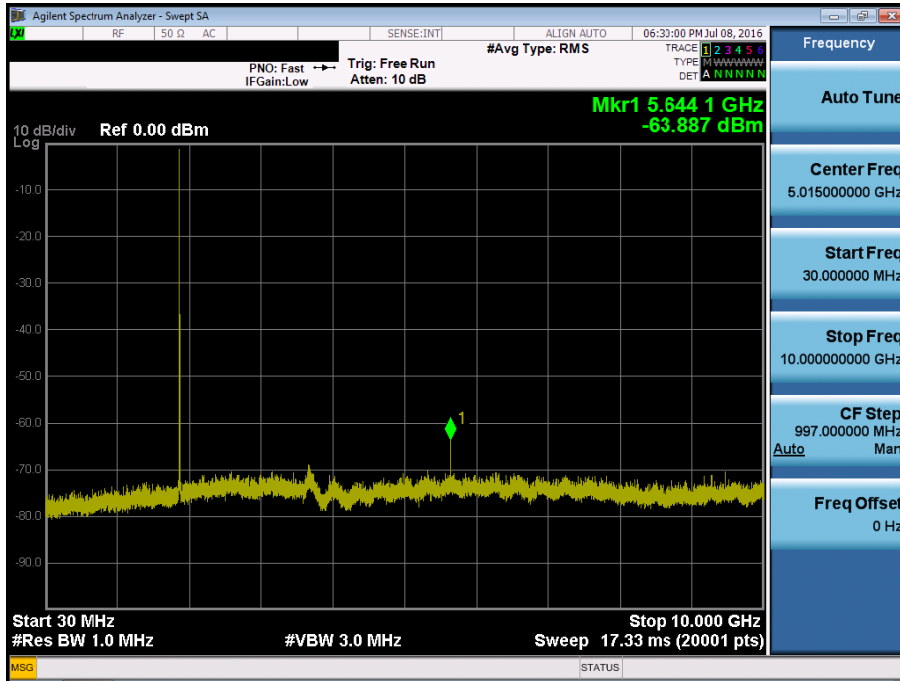 Agilent Spectrum Analyzer - Swept SA
LXI RF 50 Ω AC SENSE:INT ALIGN AUTO 06:30:00 PM Jul 08, 2016
#Avg Type: RMS
TRACE 1 2 3 4 5 6
TYPE M WWWWW
DET A N N N N N
PNO: Fast
IFGain:Low
Trig: Free Run
Atten: 10 dB
Mkr1 5.644 1 GHz
-63.887 dBm
10 dB/div Ref 0.00 dBm
Log
-10.0
-20.0
-30.0
-40.0
-50.0
-60.0
-70.0
-80.0
-90.0
1
Start 30 MHz Stop 10.000 GHz
#Res BW 1.0 MHz #VBW 3.0 MHz Sweep 17.33 ms (20001 pts)
MSG STATUS
Frequency
Auto Tune
Center Freq
5.015000000 GHz
Start Freq
30.000000 MHz
Stop Freq
10.000000000 GHz
CF Step
997.000000 MHz
Auto Man
Freq Offset
0 Hz